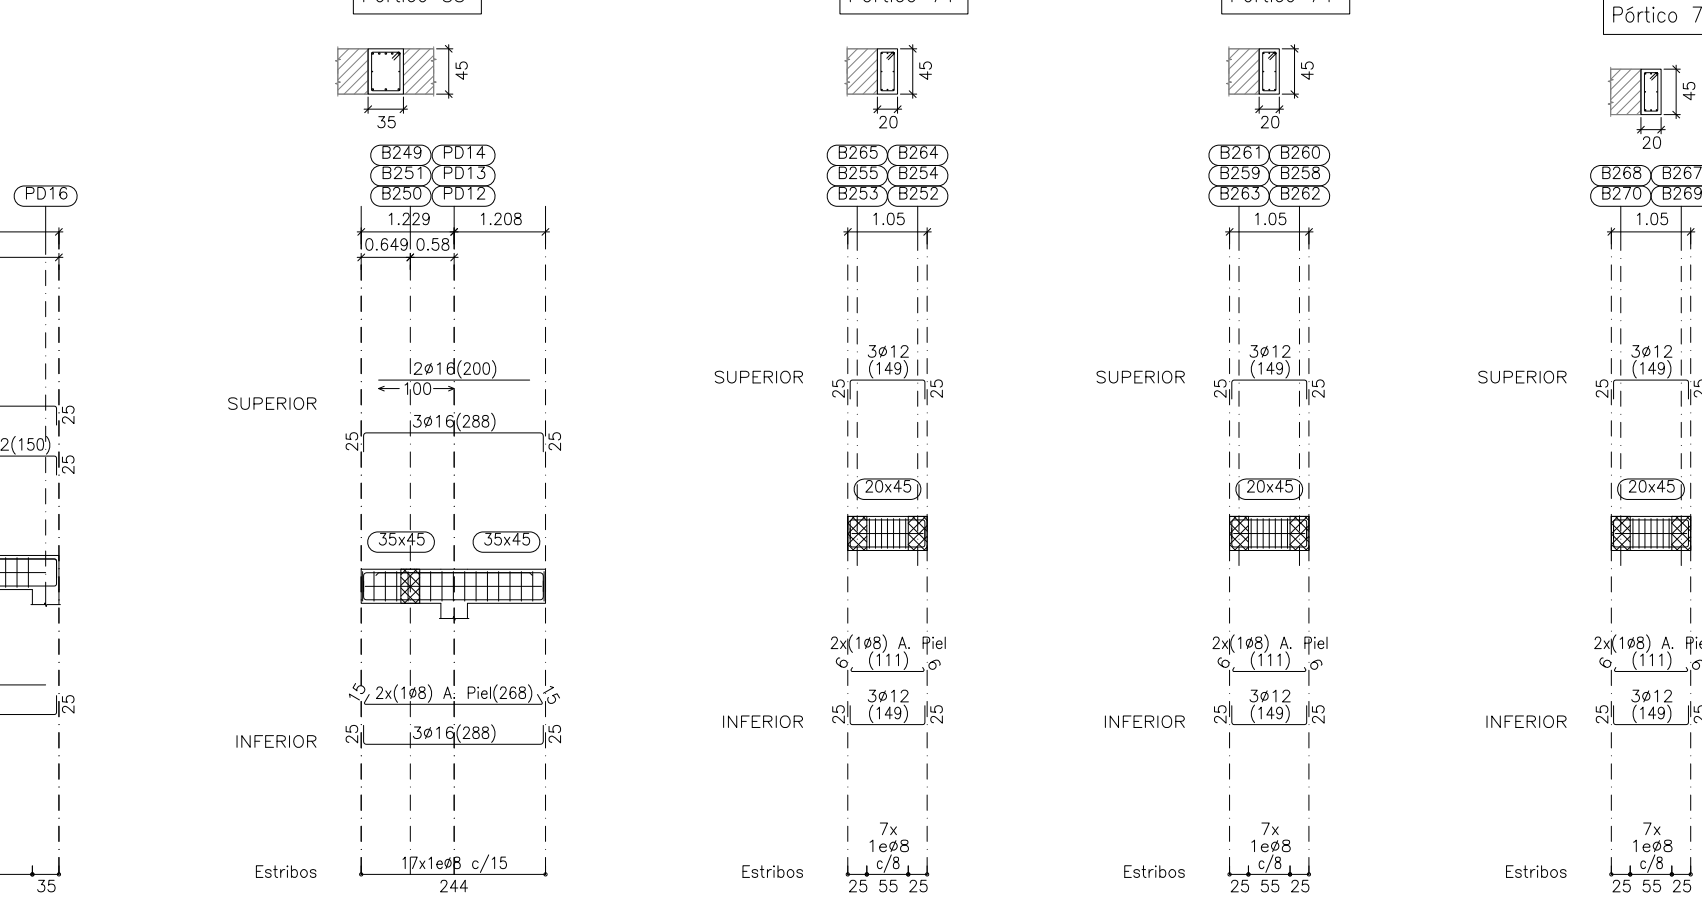 Pórtico 7
45
35
45
20
45
20
45
20
PD16
B249 PD14
B251 PD13
B250 PD12
1.229 1.208
0.649 0.58
B265 B264
B255 B254
B253 B252
1.05
B261 B260
B259 B258
B263 B262
1.05
B268 B267
B270 B269
1.05
25
2(150)
25
25
35
SUPERIOR
2ø16(200)
100
3ø16(288)
25 25
35x45 35x45
15 2x(1ø8) A. Piel(268) 15
INFERIOR
25 3ø16(288) 25
Estribos
17x1eø8 c/15
244
SUPERIOR
3ø12
(149)
25 25
20x45
2x(1ø8) A. Piel
6 (111) 6
INFERIOR
3ø12
25 (149) 25
Estribos
7x
1eø8
c/8
25 55 25
SUPERIOR
3ø12
(149)
25 25
20x45
2x(1ø8) A. Piel
6 (111) 6
INFERIOR
3ø12
25 (149) 25
Estribos
7x
1eø8
c/8
25 55 25
SUPERIOR
3ø12
(149)
25 25
20x45
2x(1ø8) A. Pie
6 (111) 6
INFERIOR
3ø12
25 (149) 25
Estribos
7x
1eø8
c/8
25 55 25